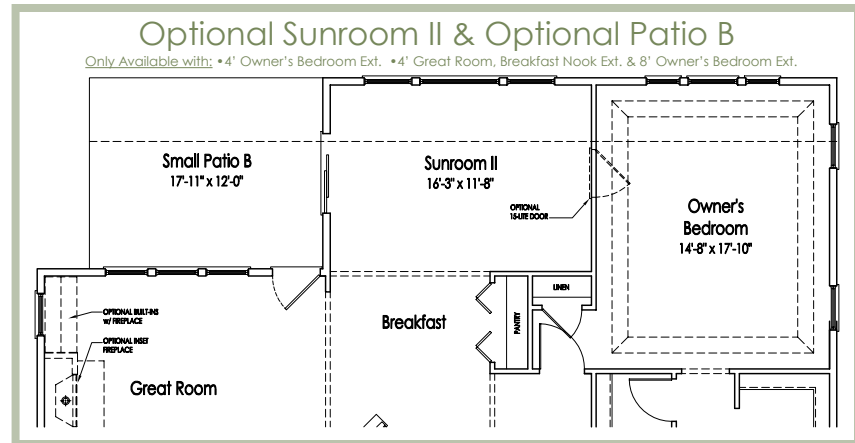 Optional Sunroom II & Optional Patio B
Only Available with: •4' Owner's Bedroom Ext. •4' Great Room, Breakfast Nook Ext. & 8' Owner's Bedroom Ext.
Small Patio B
17'-11" x 12'-0"
Sunroom II
16'-3" x 11'-8"
OPTIONAL
15-LITE DOOR
Owner's
Bedroom
14'-8" x 17'-10"
LINEN
PANTRY
Breakfast
OPTIONAL BUILT-INS
w/ FIREPLACE
OPTIONAL INSET
FIREPLACE
Great Room